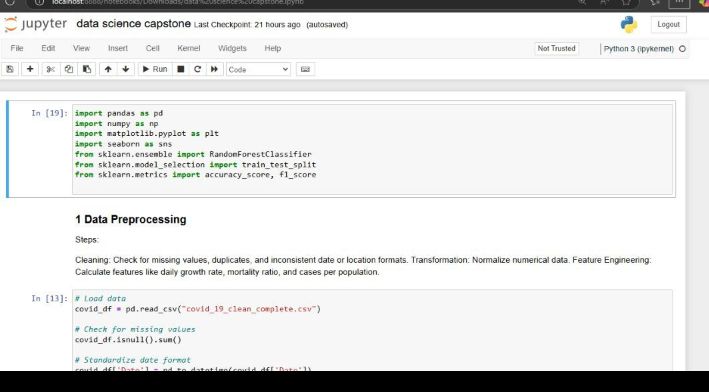 localhost:8888/notebooks/Downloads/data%20science%20capstone.ipynb
jupyter data science capstone Last Checkpoint: 21 hours ago (autosaved)
Logout
File Edit View Insert Cell Kernel Widgets Help
Not Trusted
Python 3 (ipykernel)
Run
Code
In [19]:
import pandas as pd
import numpy as np
import matplotlib.pyplot as plt
import seaborn as sns
from sklearn.ensemble import RandomForestClassifier
from sklearn.model_selection import train_test_split
from sklearn.metrics import accuracy_score, f1_score
1 Data Preprocessing
Steps:
Cleaning: Check for missing values, duplicates, and inconsistent date or location formats. Transformation: Normalize numerical data. Feature Engineering:
Calculate features like daily growth rate, mortality ratio, and cases per population.
In [13]:
# Load data
covid_df = pd.read_csv("covid_19_clean_complete.csv")
# Check for missing values
covid_df.isnull().sum()
# Standardize date format
covid_df['Date'] = pd.to_datetime(covid_df['Date'])